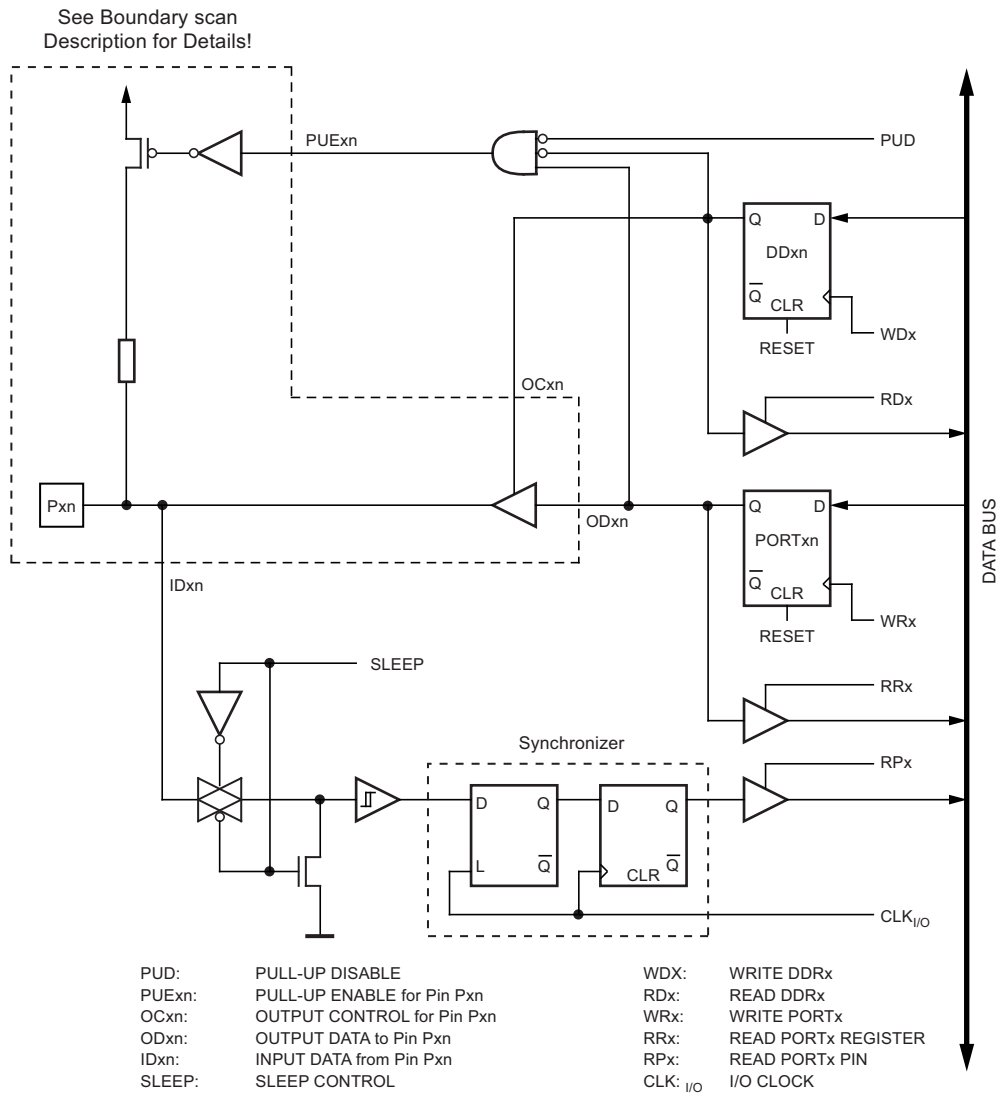 See Boundary scan
Description for Details!
PUExn
PUD
Q D
DDxn
Q
CLR
WDx
RESET
OCxn
RDx
Pxn
ODxn
Q D
PORTxn
Q
CLR
WRx
RESET
IDxn
SLEEP
RRx
Synchronizer
RPx
D Q
D Q
L Q
CLR Q
CLK I/O
DATA BUS
PUD: PULL-UP DISABLE
PUExn: PULL-UP ENABLE for Pin Pxn
OCxn: OUTPUT CONTROL for Pin Pxn
ODxn: OUTPUT DATA to Pin Pxn
IDxn: INPUT DATA from Pin Pxn
SLEEP: SLEEP CONTROL
WDX: WRITE DDRx
RDx: READ DDRx
WRx: WRITE PORTx
RRx: READ PORTx REGISTER
RPx: READ PORTx PIN
CLK: I/O I/O CLOCK